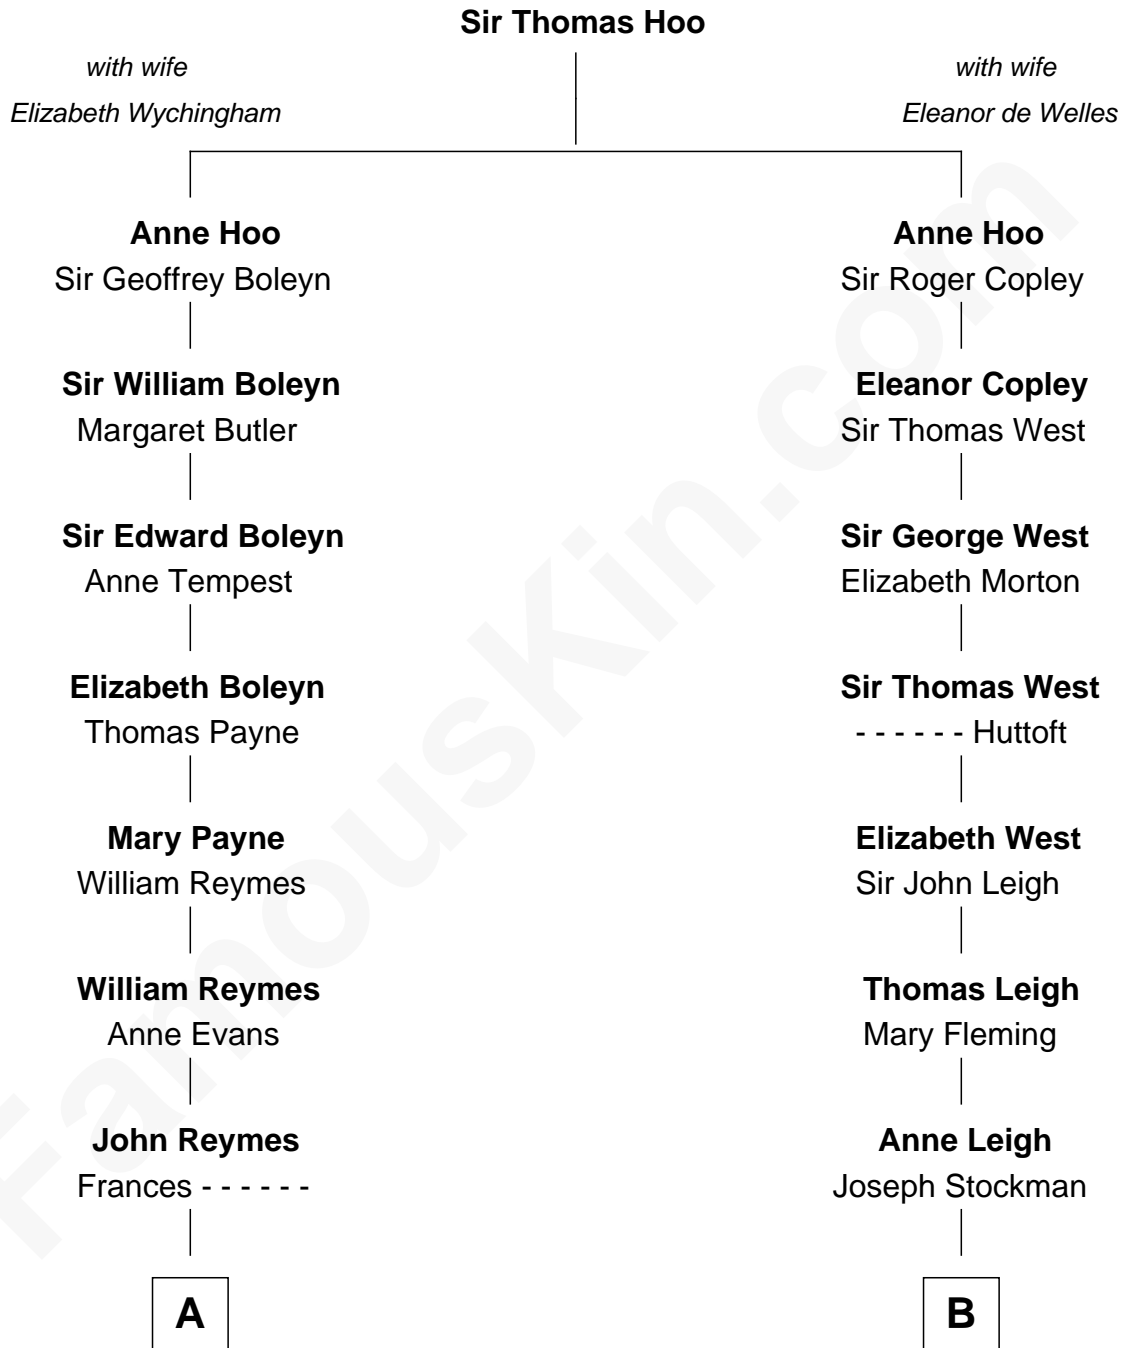 Sir Thomas Hoo
with wife
Elizabeth Wychingham
with wife
Eleanor de Welles
Anne Hoo
Sir Geoffrey Boleyn
Anne Hoo
Sir Roger Copley
Sir William Boleyn
Margaret Butler
Eleanor Copley
Sir Thomas West
Sir Edward Boleyn
Anne Tempest
Sir George West
Elizabeth Morton
Elizabeth Boleyn
Thomas Payne
Sir Thomas West
- - - - - - Huttoft
Mary Payne
William Reymes
Elizabeth West
Sir John Leigh
William Reymes
Anne Evans
Thomas Leigh
Mary Fleming
John Reymes
Frances - - - - - -
Anne Leigh
Joseph Stockman
A
B
FamousKin.com